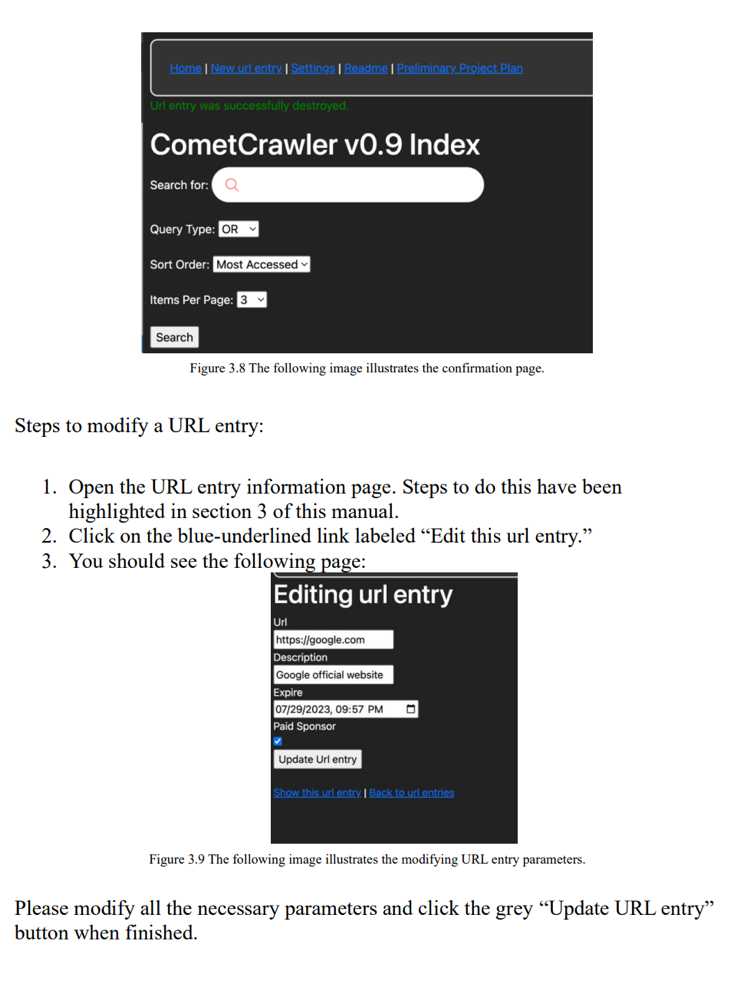 Home | New url entry | Settings | Readme | Preliminary Project Plan
Url entry was successfully destroyed.
CometCrawler v0.9 Index
Search for:
Query Type: OR
Sort Order: Most Accessed
Items Per Page: 3
Search
Figure 3.8 The following image illustrates the confirmation page.
Steps to modify a URL entry:
1. Open the URL entry information page. Steps to do this have been
highlighted in section 3 of this manual.
2. Click on the blue-underlined link labeled “Edit this url entry.”
3. You should see the following page:
Editing url entry
Url
https://google.com
Description
Google official website
Expire
07/29/2023, 09:57 PM
Paid Sponsor
Update Url entry
Show this url entry | Back to url entries
Figure 3.9 The following image illustrates the modifying URL entry parameters.
Please modify all the necessary parameters and click the grey “Update URL entry”
button when finished.